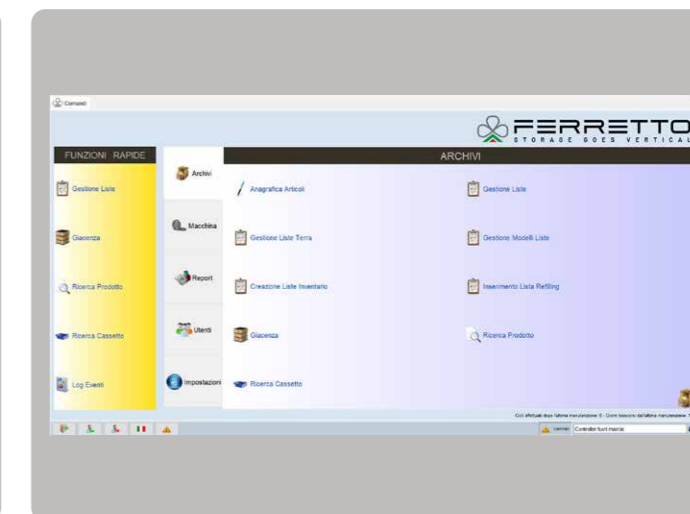 Comandi
FERRETTO
STORAGE GOES VERTICAL
FUNZIONI RAPIDE
ARCHIVI
Gestione Liste
Giacenza
Ricerca Prodotto
Ricerca Cassetto
Log Eventi
Archivi
Macchina
Report
Utenti
Impostazioni
Anagrafica Articoli
Gestione Liste
Gestione Liste Terra
Gestione Modelli Liste
Creazione Liste Inventario
Inserimento Lista Refilling
Giacenza
Ricerca Prodotto
Ricerca Cassetto
Controller fuori marcia